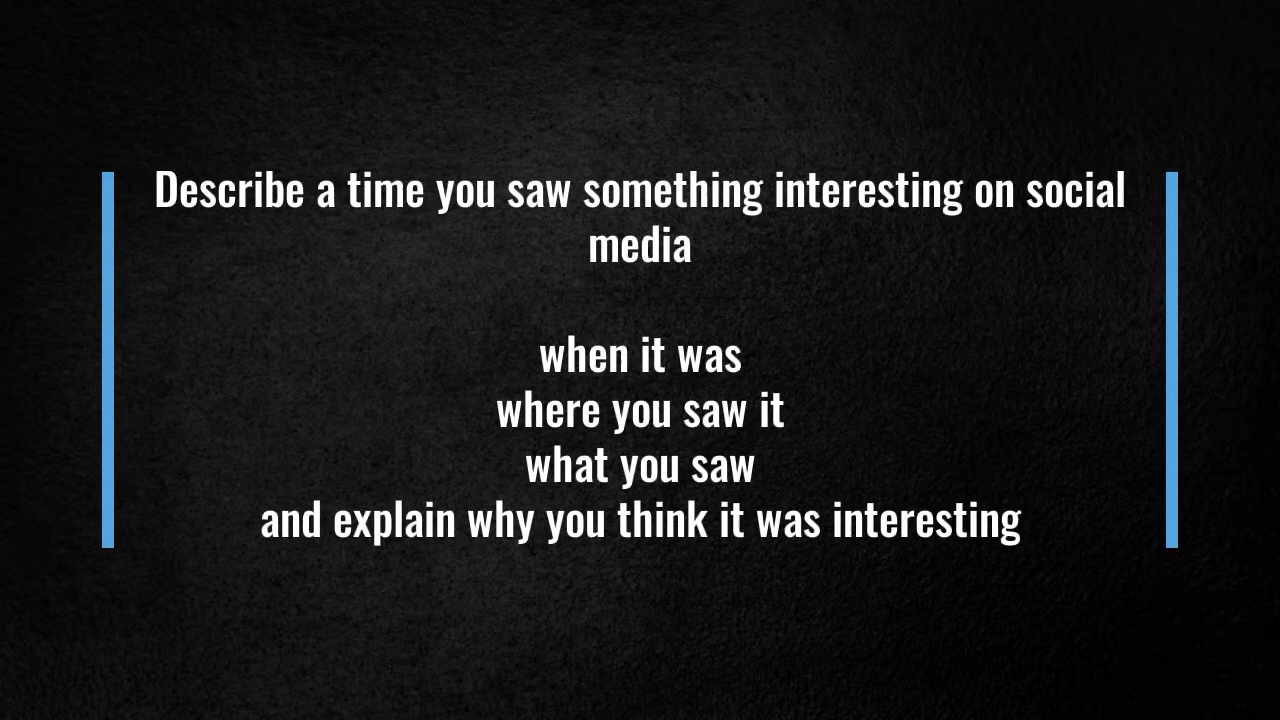 Describe a time you saw something interesting on social
media
when it was
where you saw it
what you saw
and explain why you think it was interesting